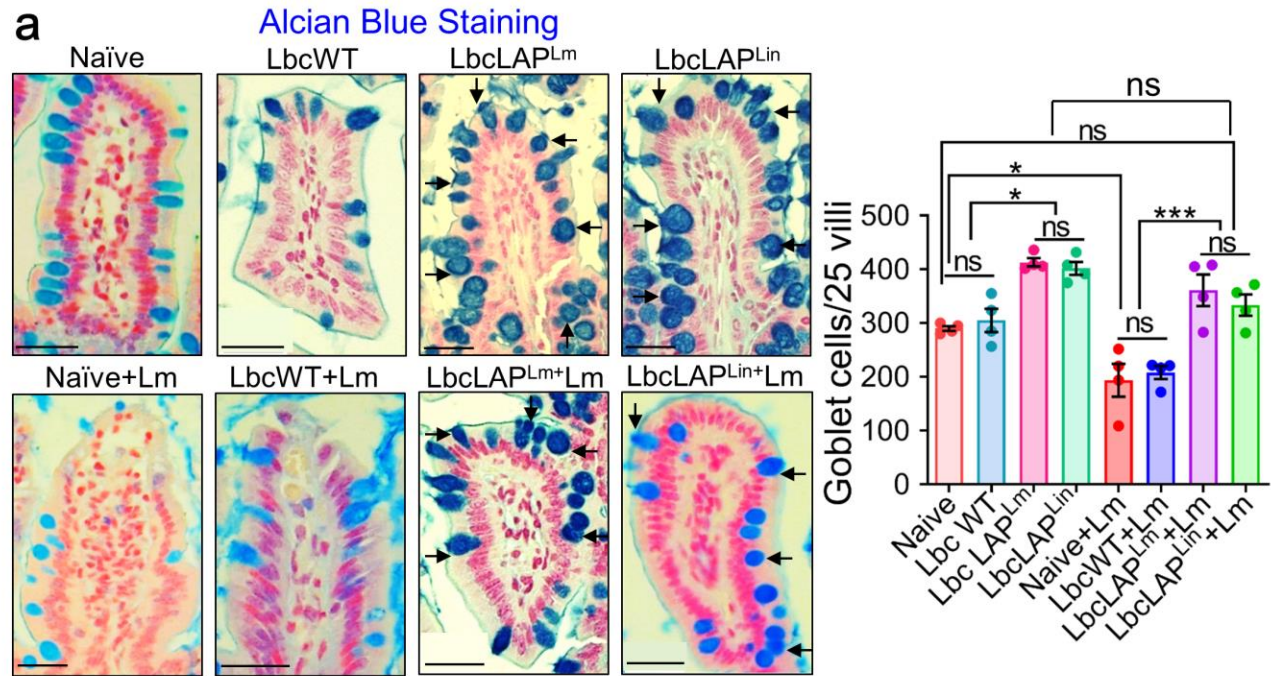 a
Alcian Blue Staining
Naïve
LbcWT
LbcLAP^Lm
LbcLAP^Lin
Naïve+Lm
LbcWT+Lm
LbcLAP^Lm+Lm
LbcLAP^Lin+Lm
ns
ns
*
*
ns
***
ns
ns
ns
Goblet cells/25 villi
500
400
300
200
100
0
Naive
Lbc WT
Lbc LAP^Lm
LbcLAP^Lin
Naive+Lm
LbcWT+Lm
LbcLAP^Lm+Lm
LbcLAP^Lin+Lm